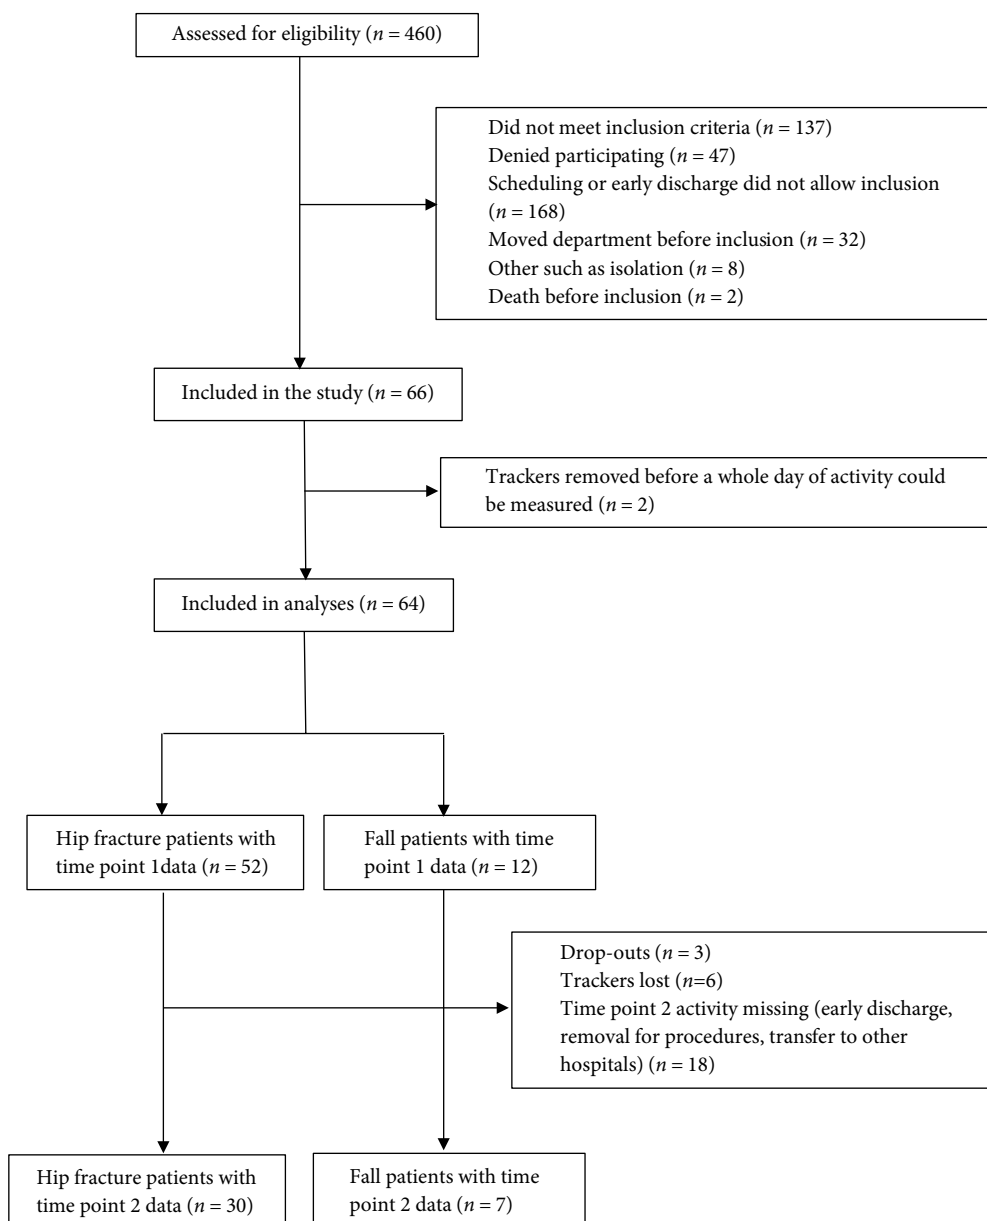 Assessed for eligibility (n = 460)
Did not meet inclusion criteria (n = 137)
Denied participating (n = 47)
Scheduling or early discharge did not allow inclusion
(n = 168)
Moved department before inclusion (n = 32)
Other such as isolation (n = 8)
Death before inclusion (n = 2)
Included in the study (n = 66)
Trackers removed before a whole day of activity could
be measured (n = 2)
Included in analyses (n = 64)
Hip fracture patients with
time point 1data (n = 52)
Fall patients with time
point 1 data (n = 12)
Drop-outs (n = 3)
Trackers lost (n=6)
Time point 2 activity missing (early discharge,
removal for procedures, transfer to other
hospitals) (n = 18)
Hip fracture patients with
time point 2 data (n = 30)
Fall patients with time
point 2 data (n = 7)